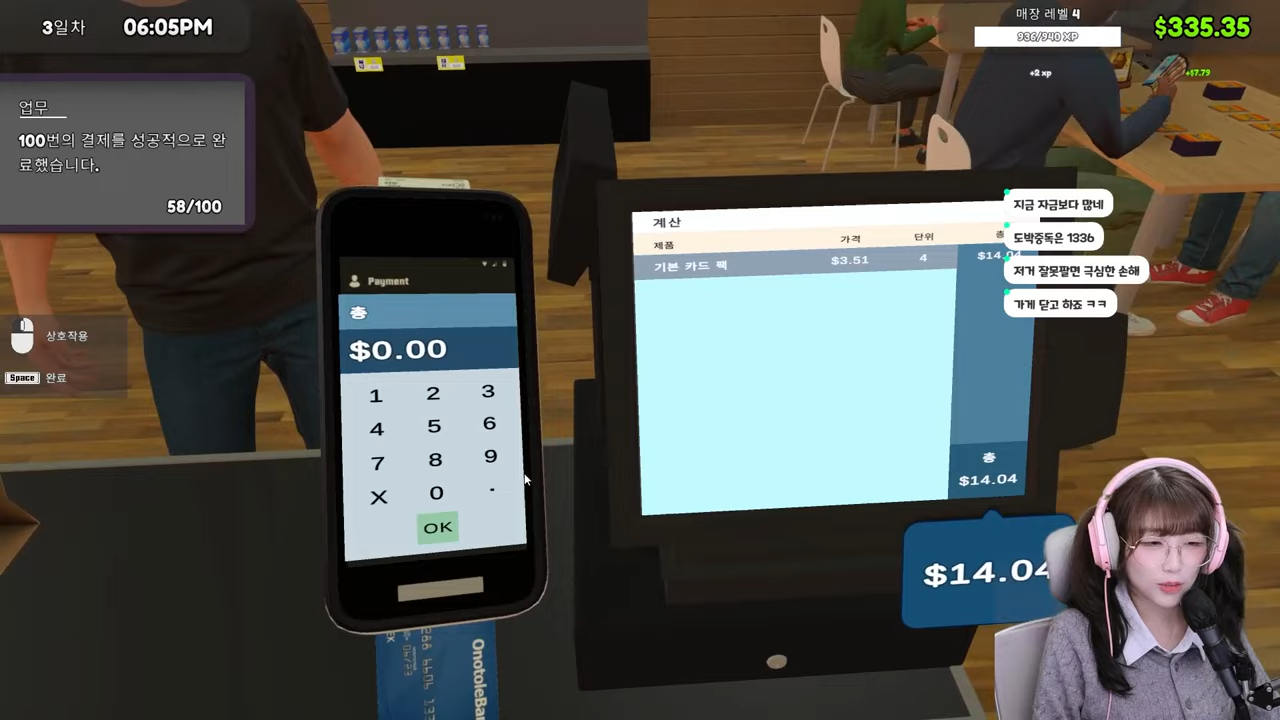 3일차
06:05PM
매장 레벨 4
936/940 XP
$335.35
+2 xp
+$7.79
업무
100번의 결제를 성공적으로 완
료했습니다.
58/100
상호작용
Space 완료
Payment
총
$0.00
1 2 3
4 5 6
7 8 9
X 0 .
OK
계산
제품 가격 단위 총
기본 카드 팩 $3.51 4 $14.04
총
$14.04
$14.04
지금 자금보다 많네
도박중독은 1336
저거 잘못팔면 극심한 손해
가게 닫고 하죠 ㅋㅋ